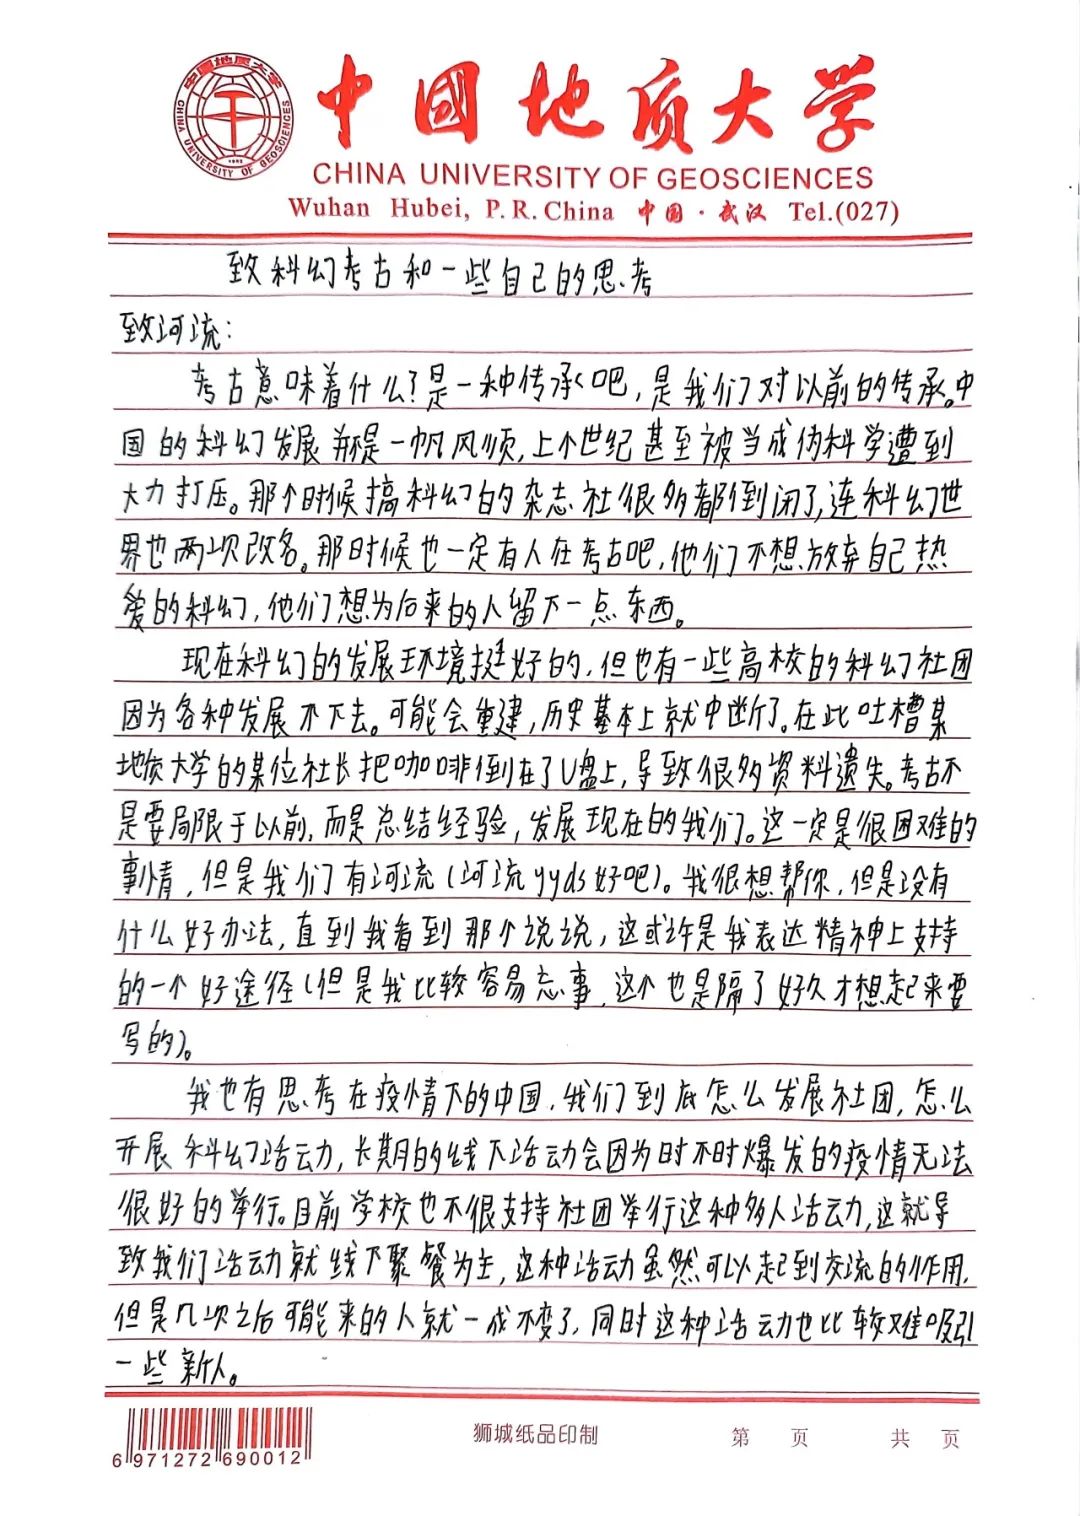 中国地质大学
CHINA UNIVERSITY OF GEOSCIENCES
中國地质大学
CHINA UNIVERSITY OF GEOSCIENCES
Wuhan Hubei, P.R.China 中国·武汉 Tel.(027)
致科幻考古和一些自己的思考
致河流：
考古意味着什么?是一种传承吧，是我们对以前的传承。中
国的科幻发展并不是一帆风顺，上个世纪甚至被当成伪科学遭到
大力打压。那个时候搞科幻的杂志社很多都倒闭了，连科幻世
界也两次改名。那时候也一定有人在考古吧，他们不想放弃自己热
爱的科幻，他们想为后来的人留下一点东西。
现在科幻的发展环境挺好的，但也有一些高校的科幻社团
因为各种发展不下去。可能会重建，历史基本上就中断了。在此吐槽某
地质大学的某位社长把咖啡倒在了U盘上，导致很多资料遗失。考古不
是要局限于以前，而是总结经验，发展现在的我们。这一定是很困难的
事情，但是我们有河流(河流yyds好吧)。我很想帮你，但是没有
什么好办法，直到我看到那个说说，这或许是我表达精神上支持
的一个好途径(但是我比较容易忘事，这个也是隔了好久才想起来要
写的)。
我也有思考在疫情下的中国，我们到底怎么发展社团，怎么
开展科幻活动，长期的线下活动会因为时不时爆发的疫情无法
很好的举行。目前学校也不很支持社团举行这种多人活动，这就导
致我们活动就线下聚餐为主，这种活动虽然可以起到交流的作用，
但是几次之后可能来的人就一成不变了，同时这种活动也比较难吸引
一些新人。
6 971272 690012
狮城纸品印制
第 页 共 页